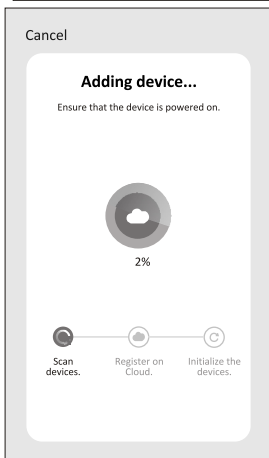 Cancel
Adding device...
Ensure that the device is powered on.
2%
Scan
devices.
Register on
Cloud.
Initialize the
devices.